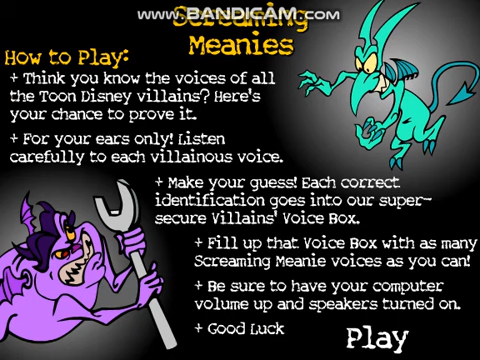 www.BANDICAM.com
Screaming
Meanies
How to Play:
+ Think you know the voices of all
the Toon Disney villains? Here's
your chance to prove it.
+ For your ears only! Listen
carefully to each villainous voice.
+ Make your guess! Each correct
identification goes into our super-
secure Villains' Voice Box.
+ Fill up that Voice Box with as many
Screaming Meanie voices as you can!
+ Be sure to have your computer
volume up and speakers turned on.
+ Good Luck
Play